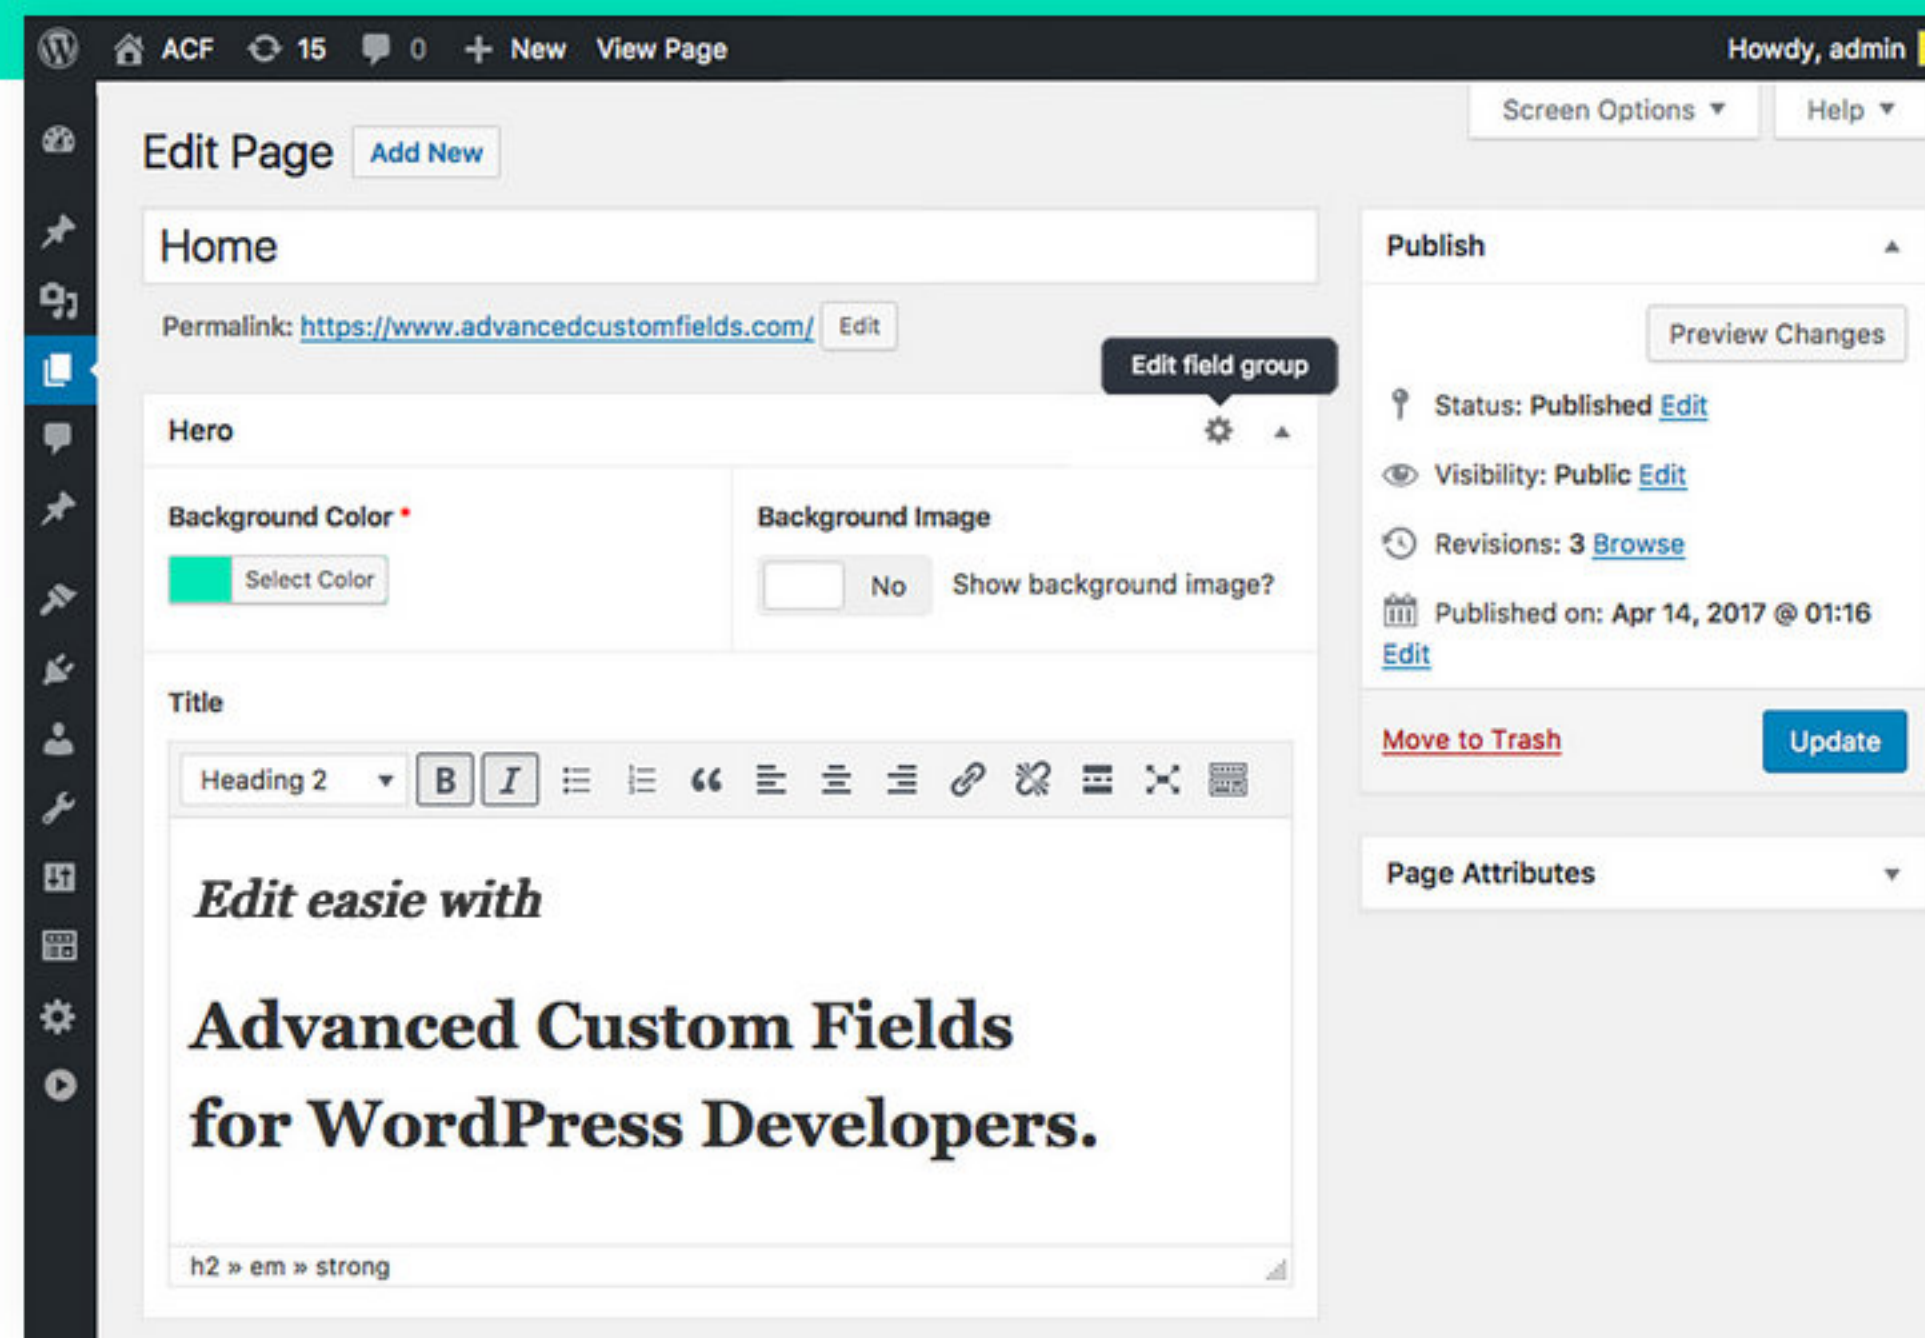 ACF 15 0 New View Page Howdy, admin
Screen Options Help
Edit Page Add New
Home
Permalink: https://www.advancedcustomfields.com/ Edit
Edit field group
Hero
Background Color *
Select Color
Background Image
No Show background image?
Title
Heading 2 B I “
Edit easie with
Advanced Custom Fields
for WordPress Developers.
h2 » em » strong
Publish
Preview Changes
Status: Published Edit
Visibility: Public Edit
Revisions: 3 Browse
Published on: Apr 14, 2017 @ 01:16
Edit
Move to Trash Update
Page Attributes